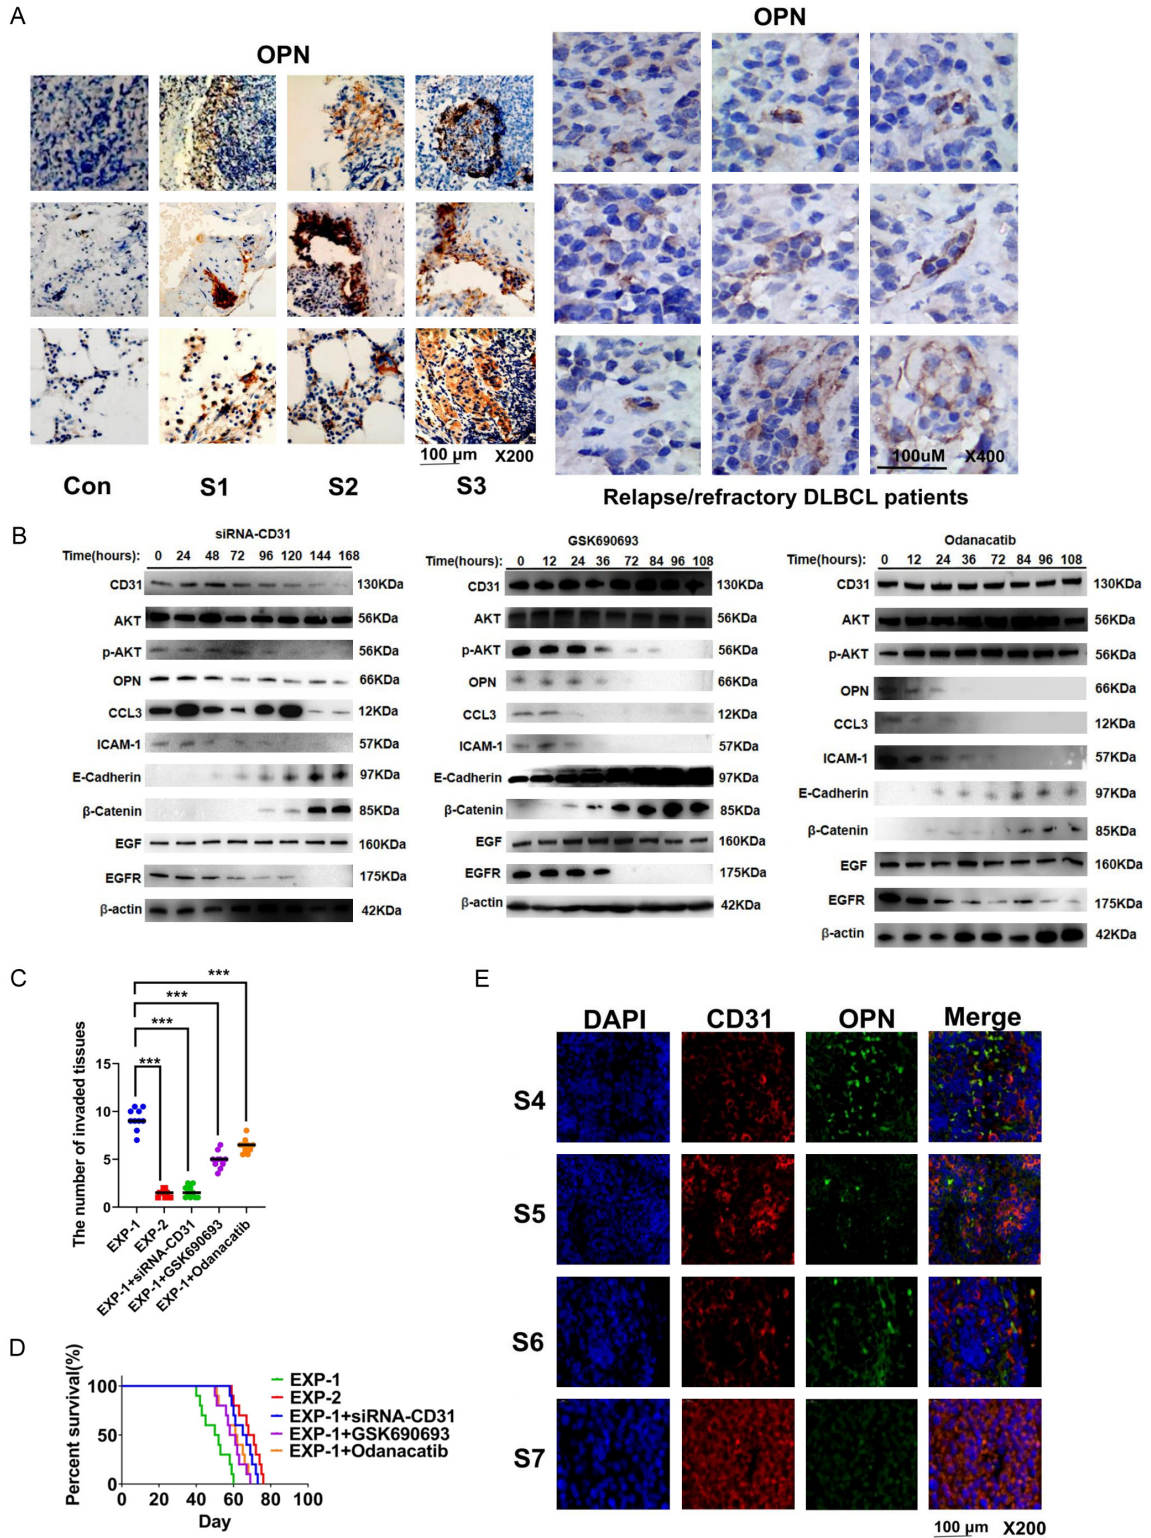 A
OPN
OPN
100 µm X200
Con S1 S2 S3
100uM X400
Relapse/refractory DLBCL patients
B
siRNA-CD31
Time(hours): 0 24 48 72 96 120 144 168
CD31 130KDa
AKT 56KDa
p-AKT 56KDa
OPN 66KDa
CCL3 12KDa
ICAM-1 57KDa
E-Cadherin 97KDa
β-Catenin 85KDa
EGF 160KDa
EGFR 175KDa
β-actin 42KDa
GSK690693
Time(hours): 0 12 24 36 72 84 96 108
CD31 130KDa
AKT 56KDa
p-AKT 56KDa
OPN 66KDa
CCL3 12KDa
ICAM-1 57KDa
E-Cadherin 97KDa
β-Catenin 85KDa
EGF 160KDa
EGFR 175KDa
β-actin 42KDa
Odanacatib
Time(hours): 0 12 24 36 72 84 96 108
CD31 130KDa
AKT 56KDa
p-AKT 56KDa
OPN 66KDa
CCL3 12KDa
ICAM-1 57KDa
E-Cadherin 97KDa
β-Catenin 85KDa
EGF 160KDa
EGFR 175KDa
β-actin 42KDa
C
***
***
***
***
The number of invaded tissues
15
10
5
0
EXP-1
EXP-2
EXP-1+siRNA-CD31
EXP-1+GSK690693
EXP-1+Odanacatib
D
Percent survival(%)
100
50
0
0 20 40 60 80 100
Day
EXP-1
EXP-2
EXP-1+siRNA-CD31
EXP-1+GSK690693
EXP-1+Odanacatib
E
DAPI CD31 OPN Merge
S4
S5
S6
S7
100 µm X200